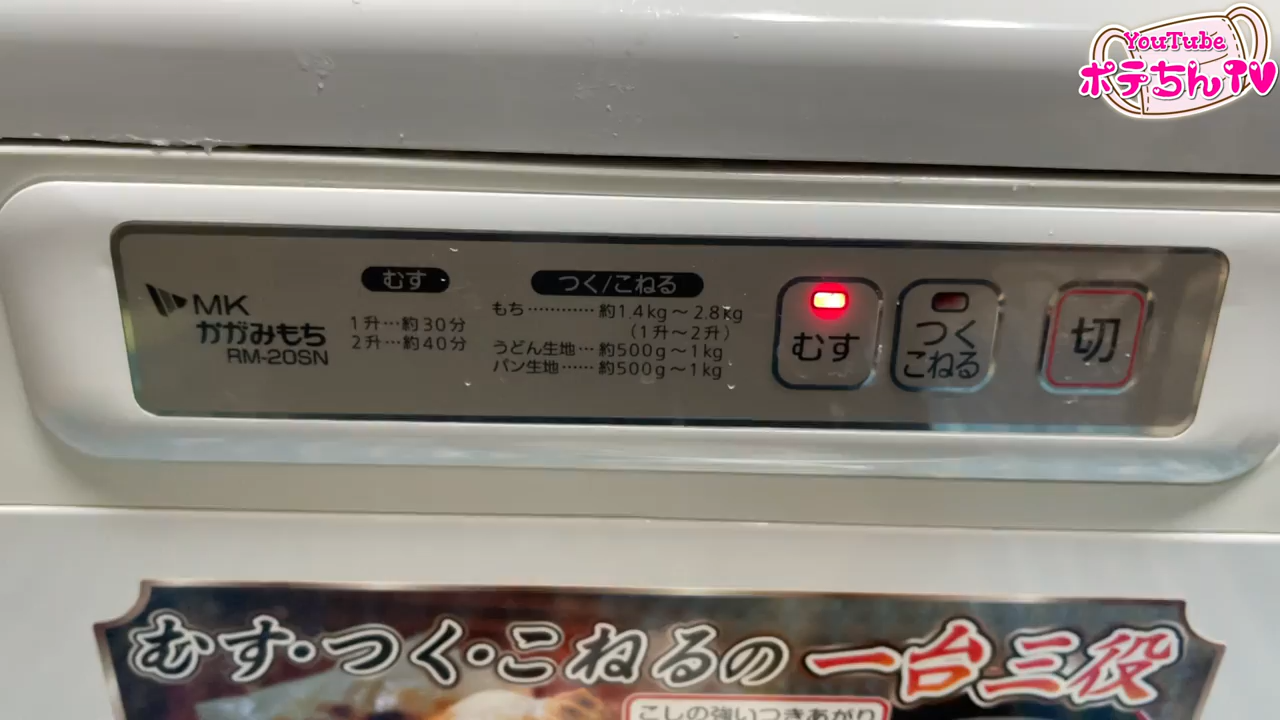 YouTube
ポテちんTV
むす
つく/こねる
MK
かがみもち
RM-20SN
1升…約30分
2升…約40分
もち…………約1.4kg～2.8kg
(1升～2升)
うどん生地…約500g～1kg
パン生地……約500g～1kg
むす
つく
こねる
切
むす・つく・こねるの一台三役
こしの強いつきあがり